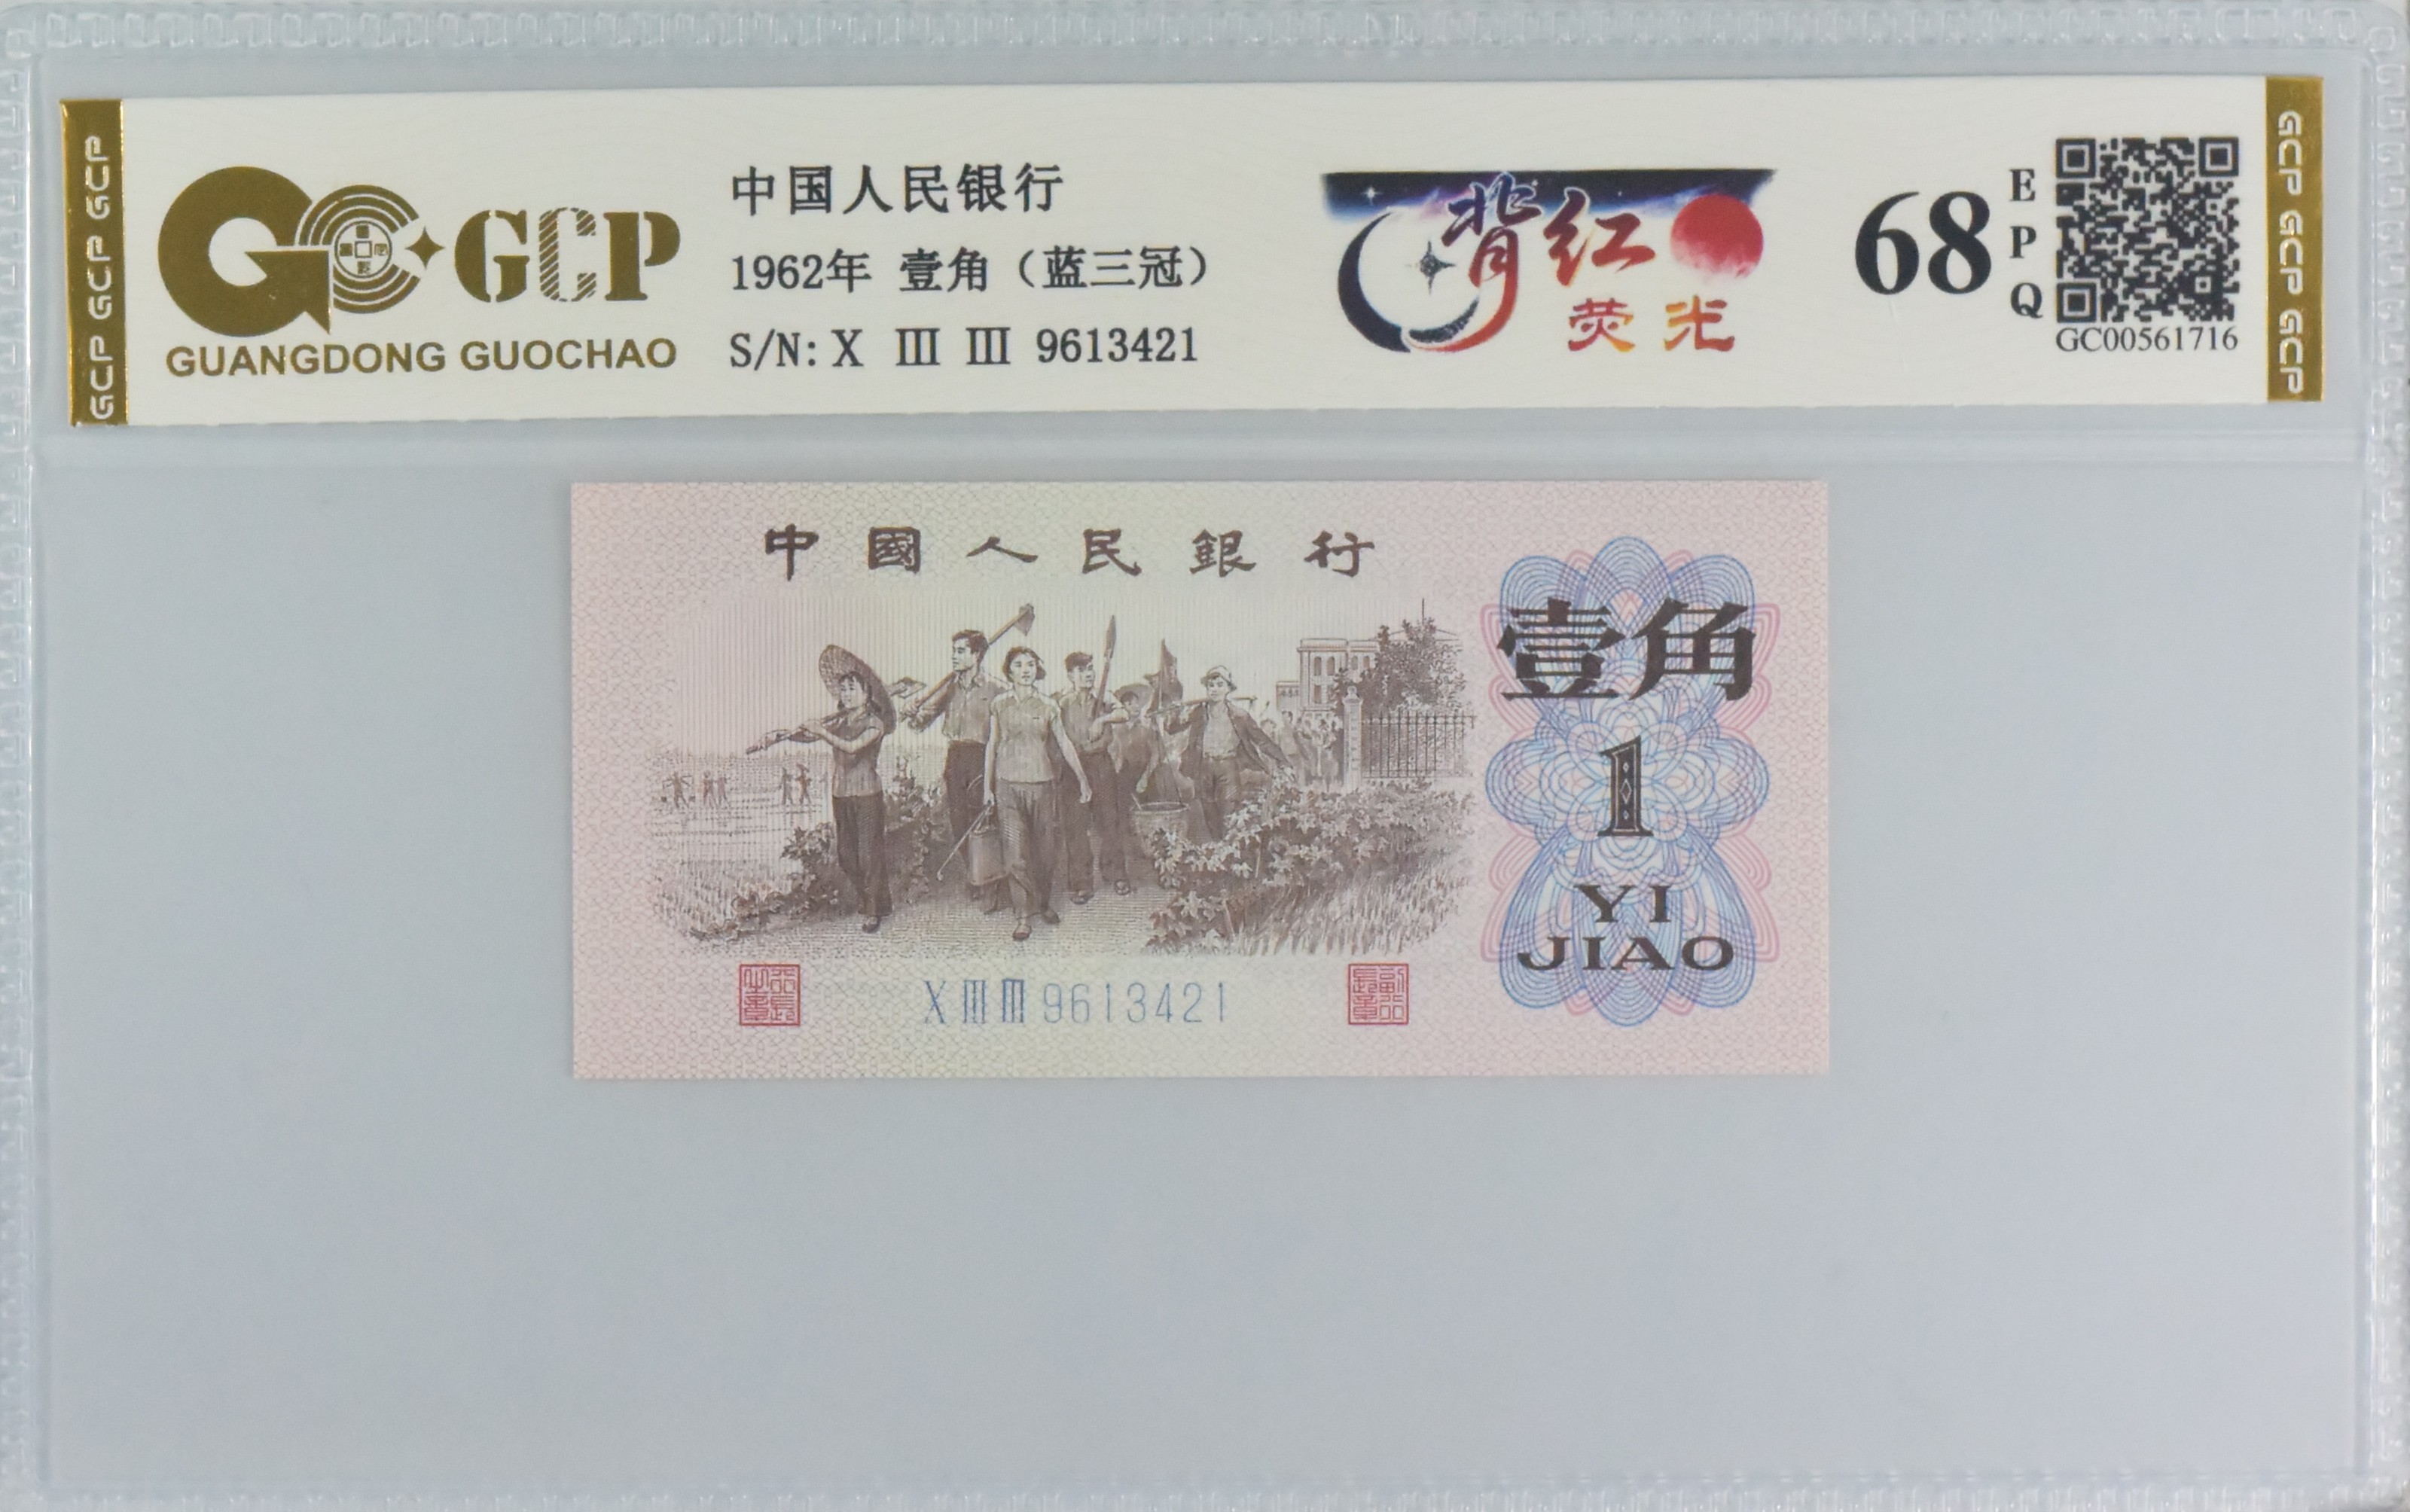 GCP GCP GCP
GCP
GUANGDONG GUOCHAO
中国人民银行
1962年 壹角（蓝三冠）
S/N: X III III 9613421
背红
荧光
68
EPQ
GC00561716
GCP GCP GCP
中國人民銀行
壹角
1
YI
JIAO
X III III 9613421